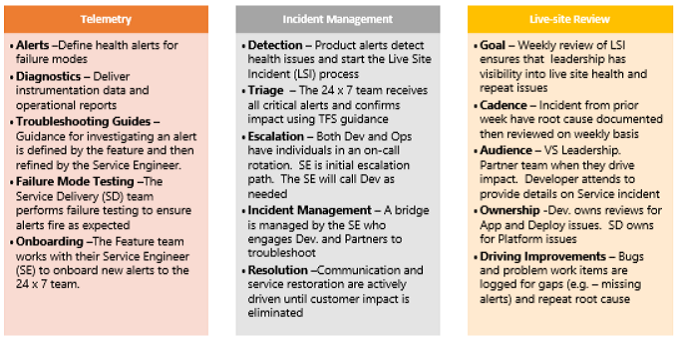 Telemetry
• Alerts –Define health alerts for
failure modes
• Diagnostics – Deliver
instrumentation data and
operational reports
• Troubleshooting Guides –
Guidance for investigating an alert
is defined by the feature and then
refined by the Service Engineer.
• Failure Mode Testing –The
Service Delivery (SD) team
performs failure testing to ensure
alerts fire as expected
• Onboarding –The Feature team
works with their Service Engineer
(SE) to onboard new alerts to the
24 x 7 team.
Incident Management
• Detection – Product alerts detect
health issues and start the Live Site
Incident (LSI) process
• Triage – The 24 x 7 team receives
all critical alerts and confirms
impact using TFS guidance
• Escalation – Both Dev and Ops
have individuals in an on-call
rotation. SE is initial escalation
path. The SE will call Dev as
needed
• Incident Management – A bridge
is managed by the SE who
engages Dev. and Partners to
troubleshoot
• Resolution –Communication and
service restoration are actively
driven until customer impact is
eliminated
Live-site Review
• Goal – Weekly review of LSI
ensures that leadership has
visibility into live site health and
repeat issues
• Cadence – Incident from prior
week have root cause documented
then reviewed on weekly basis
• Audience – VS Leadership.
Partner team when they drive
impact. Developer attends to
provide details on Service incident
• Ownership -Dev. owns reviews for
App and Deploy issues. SD owns
for Platform issues
• Driving Improvements – Bugs
and problem work items are
logged for gaps (e.g. – missing
alerts) and repeat root cause